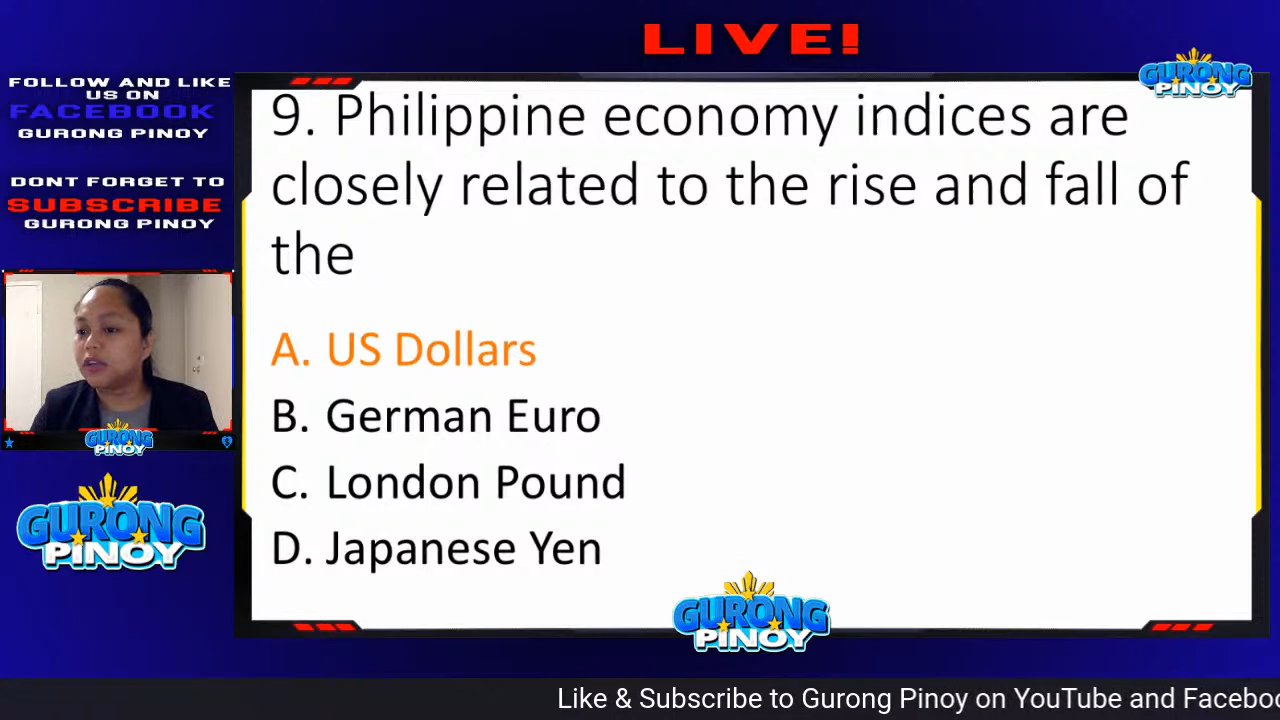 LIVE!
FOLLOW AND LIKE
US ON
FACEBOOK
GURONG PINOY
DONT FORGET TO
SUBSCRIBE
GURONG PINOY
GURONG
PINOY
9. Philippine economy indices are
closely related to the rise and fall of
the
A. US Dollars
B. German Euro
C. London Pound
D. Japanese Yen
GURONG
PINOY
GURONG
PINOY
GURONG
PINOY
Like & Subscribe to Gurong Pinoy on YouTube and Faceboo